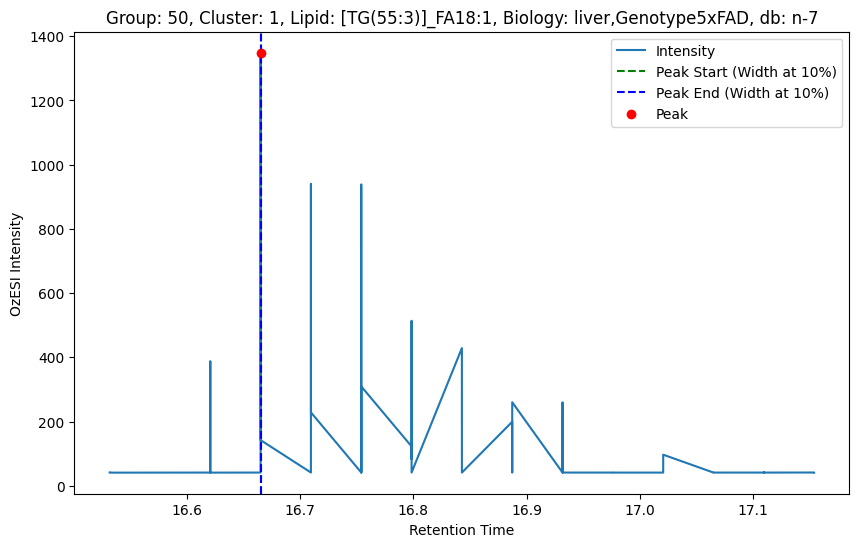 Group: 50, Cluster: 1, Lipid: [TG(55:3)]_FA18:1, Biology: liver,Genotype5xFAD, db: n-7
Intensity
Peak Start (Width at 10%)
Peak End (Width at 10%)
Peak
OzESI Intensity
1400
1200
1000
800
600
400
200
0
16.6
16.7
16.8
16.9
17.0
17.1
Retention Time